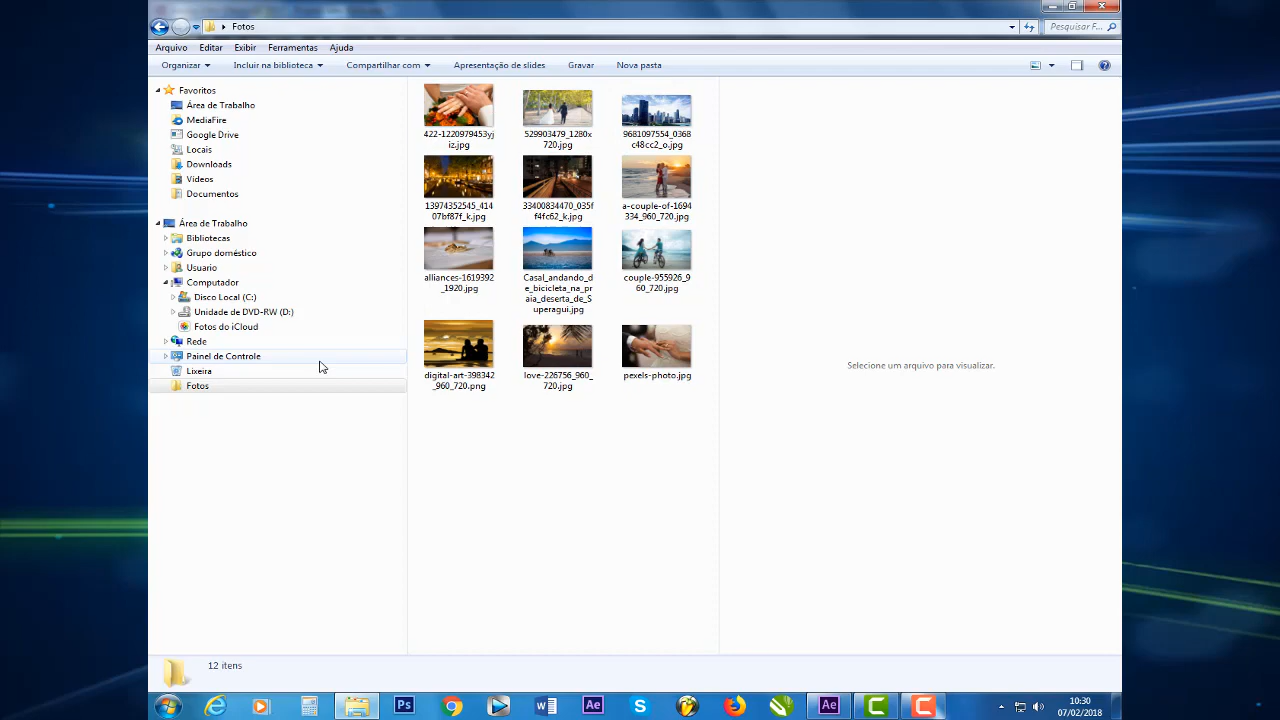 Fotos
Pesquisar F...
Arquivo Editar Exibir Ferramentas Ajuda
Organizar Incluir na biblioteca Compartilhar com Apresentação de slides Gravar Nova pasta
Favoritos
Área de Trabalho
MediaFire
Google Drive
Locais
Downloads
Vídeos
Documentos
Área de Trabalho
Bibliotecas
Grupo doméstico
Usuario
Computador
Disco Local (C:)
Unidade de DVD-RW (D:)
Fotos do iCloud
Rede
Painel de Controle
Lixeira
Fotos
422-1220979453yj
iz.jpg
529903479_1280x
720.jpg
9681097554_0368
c48cc2_o.jpg
13974352545_414
07bf87f_k.jpg
33400834470_035f
f4fc62_k.jpg
a-couple-of-1694
334_960_720.jpg
alliances-1619392
_1920.jpg
Casal_andando_d
e_bicicleta_na_pr
aia_deserta_de_S
uperagui.jpg
couple-955926_9
60_720.jpg
digital-art-398342
_960_720.png
love-226756_960_
720.jpg
pexels-photo.jpg
Selecione um arquivo para visualizar.
12 itens
Ps
Ae
Ae
10:30
07/02/2018